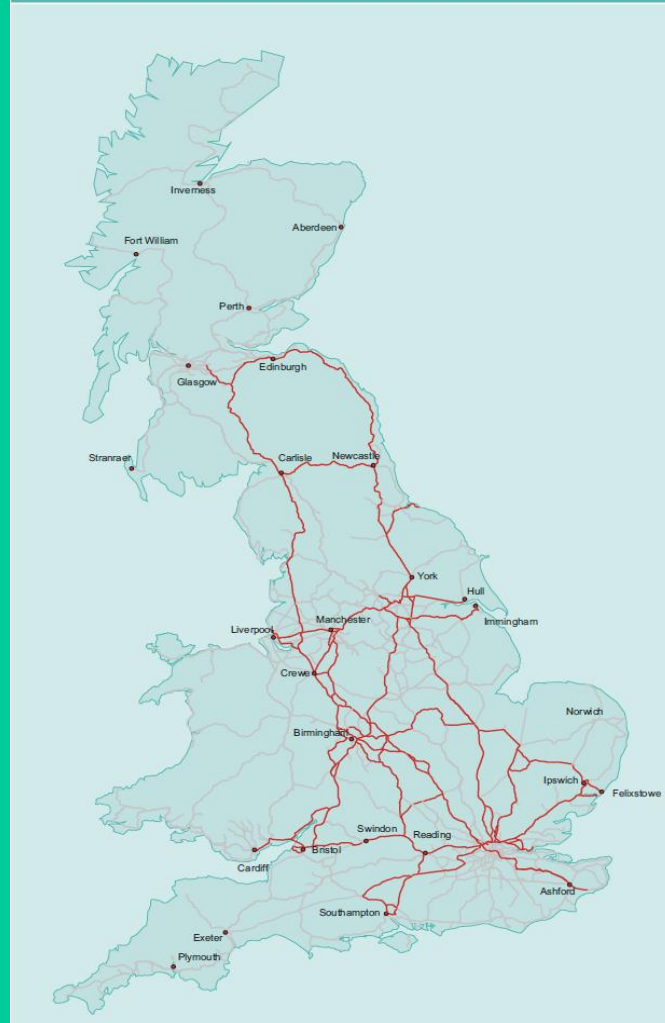 Inverness
Aberdeen
Fort William
Perth
Edinburgh
Glasgow
Stranraer
Carlisle
Newcastle
York
Hull
Immingham
Manchester
Liverpool
Crewe
Norwich
Birmingham
Ipswich
Felixstowe
Swindon
Reading
Bristol
Cardiff
Ashford
Southampton
Exeter
Plymouth